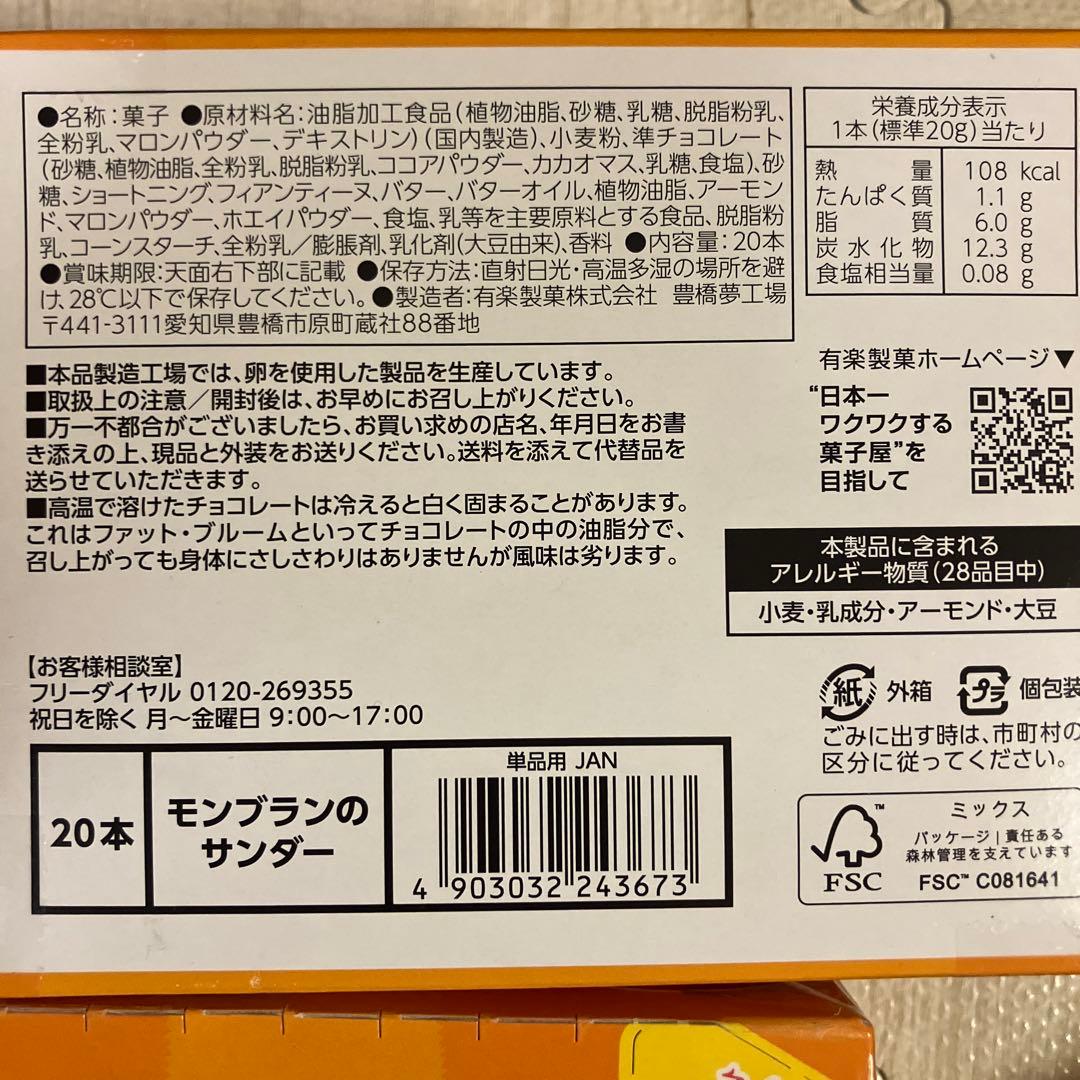 ●名称:菓子 ●原材料名:油脂加工食品(植物油脂、砂糖、乳糖、脱脂粉乳、
全粉乳、マロンパウダー、デキストリン)(国内製造)、小麦粉、準チョコレート
(砂糖、植物油脂、全粉乳、脱脂粉乳、ココアパウダー、カカオマス、乳糖、食塩)、砂
糖、ショートニング、フィアンティーヌ、バター、バターオイル、植物油脂、アーモン
ド、マロンパウダー、ホエイパウダー、食塩、乳等を主要原料とする食品、脱脂粉
乳、コーンスターチ、全粉乳/膨脹剤、乳化剤(大豆由来)、香料 ●内容量:20本
●賞味期限:天面右下部に記載 ●保存方法:直射日光・高温多湿の場所を避
け、28℃以下で保存してください。●製造者:有楽製菓株式会社 豊橋夢工場
〒441-3111愛知県豊橋市原町蔵社88番地
栄養成分表示
1本(標準20g)当たり
熱量 108 kcal
たんぱく質 1.1 g
脂質 6.0 g
炭水化物 12.3 g
食塩相当量 0.08 g
■本品製造工場では、卵を使用した製品を生産しています。
■取扱上の注意/開封後は、お早めにお召し上がりください。
■万一不都合がございましたら、お買い求めの店名、年月日をお書
き添えの上、現品と外装をお送りください。送料を添えて代替品を
送らせていただきます。
■高温で溶けたチョコレートは冷えると白く固まることがあります。
これはファット・ブルームといってチョコレートの中の油脂分で、
召し上がっても身体にさしさわりはありませんが風味は劣ります。
有楽製菓ホームページ▼
“日本一
ワクワクする
菓子屋”を
目指して
本製品に含まれる
アレルギー物質(28品目中)
小麦・乳成分・アーモンド・大豆
【お客様相談室】
フリーダイヤル 0120-269355
祝日を除く 月〜金曜日 9:00〜17:00
紙 外箱 プラ 個包装
ごみに出す時は、市町村の
区分に従ってください。
20本
モンブランの
サンダー
単品用 JAN
4 903032 243673
FSC
ミックス
パッケージ|責任ある
森林管理を支えています
FSC™ C081641